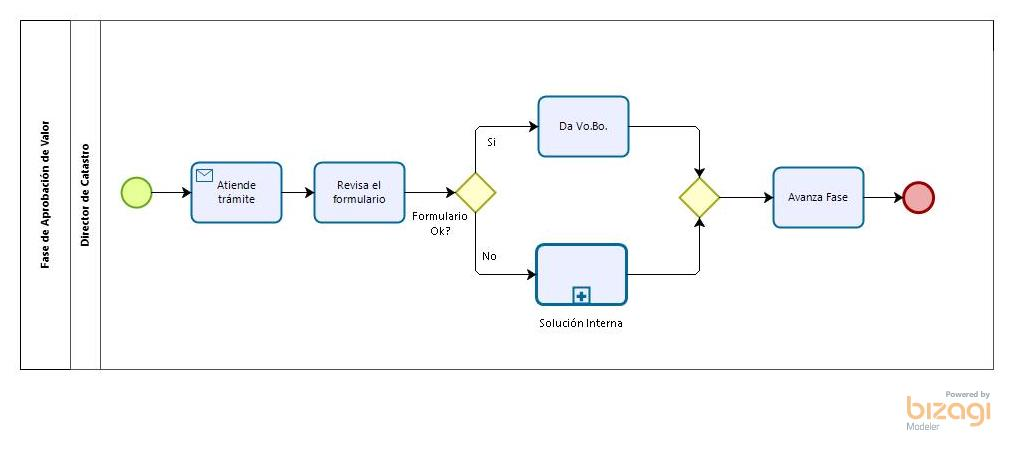 Fase de Aprobación de Valor
Director de Catastro
Atiende
trámite
Revisa el
formulario
Formulario
Ok?
Si
No
Da Vo.Bo.
Solución Interna
Avanza Fase
Powered by
bizagi
Modeler